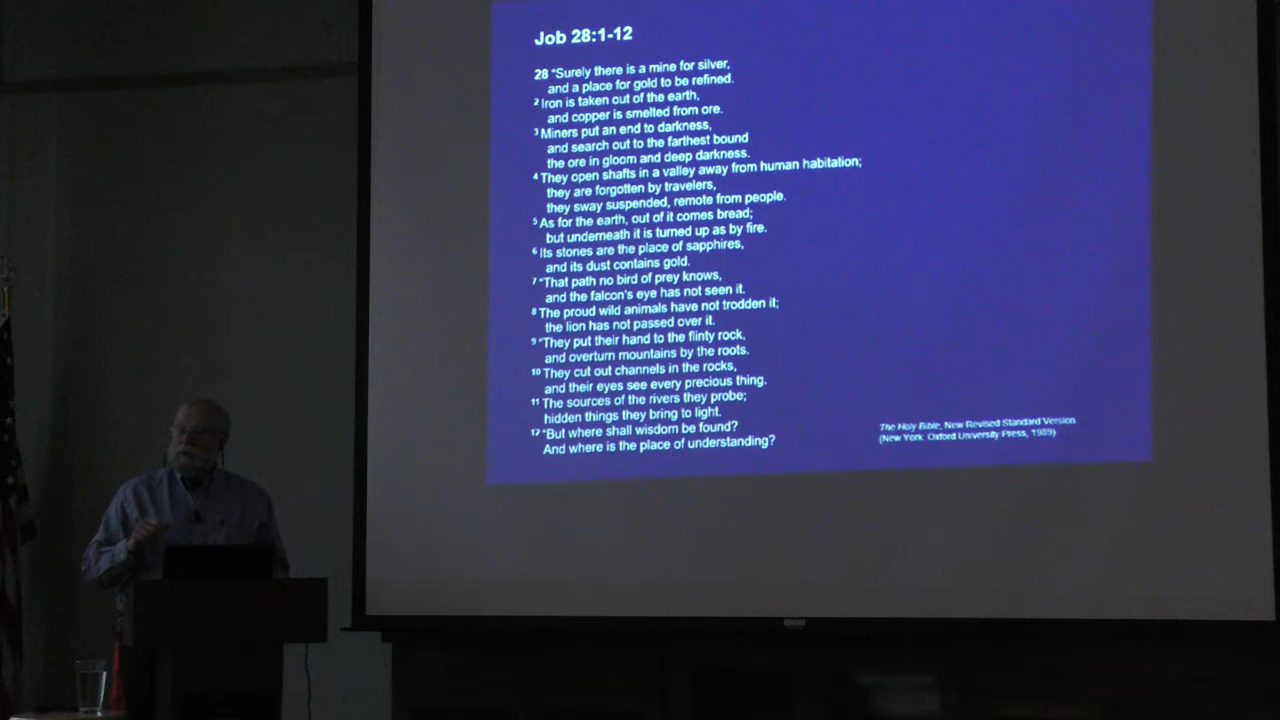 Job 28:1-12
28 “Surely there is a mine for silver,
and a place for gold to be refined.
2 Iron is taken out of the earth,
and copper is smelted from ore.
3 Miners put an end to darkness,
and search out to the farthest bound
the ore in gloom and deep darkness.
4 They open shafts in a valley away from human habitation;
they are forgotten by travelers,
they sway suspended, remote from people.
5 As for the earth, out of it comes bread;
but underneath it is turned up as by fire.
6 Its stones are the place of sapphires,
and its dust contains gold.
7 “That path no bird of prey knows,
and the falcon's eye has not seen it.
8 The proud wild animals have not trodden it;
the lion has not passed over it.
9 “They put their hand to the flinty rock,
and overturn mountains by the roots.
10 They cut out channels in the rocks,
and their eyes see every precious thing.
11 The sources of the rivers they probe;
hidden things they bring to light.
12 “But where shall wisdom be found?
And where is the place of understanding?
The Holy Bible, New Revised Standard Version
(New York: Oxford University Press, 1989)